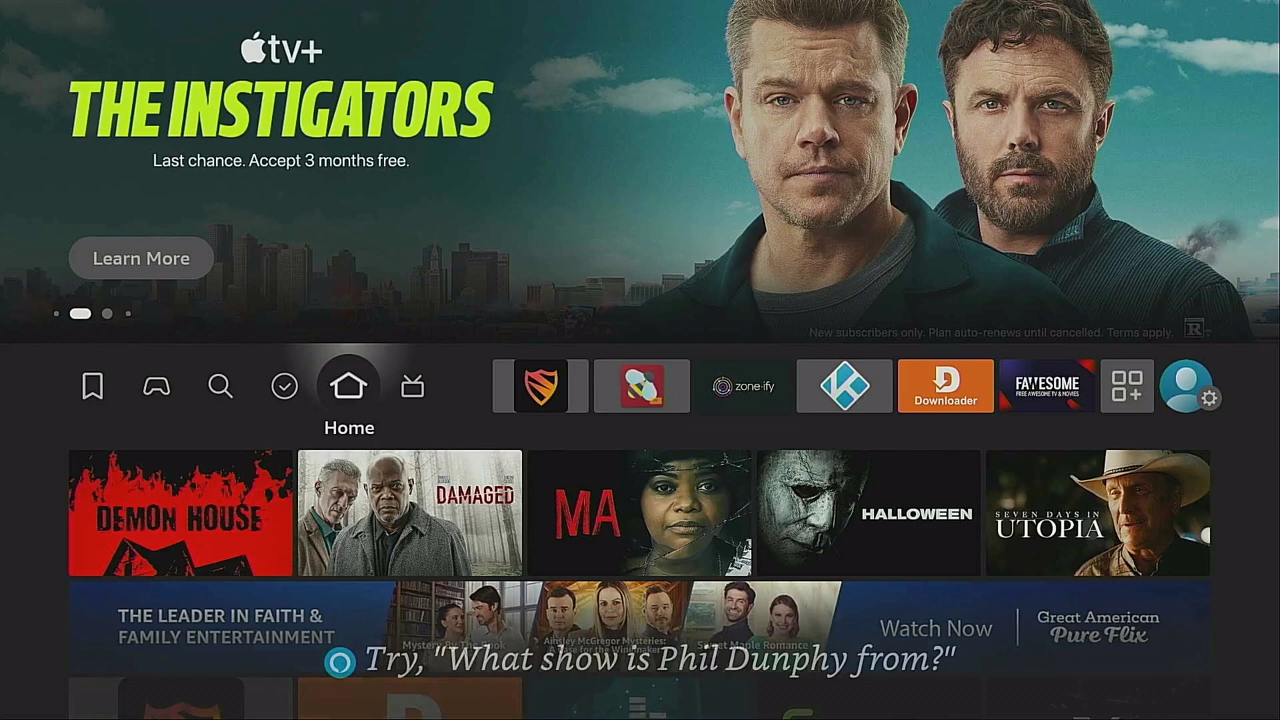 tv+
THE INSTIGATORS
Last chance. Accept 3 months free.
Learn More
New subscribers only. Plan auto-renews until cancelled. Terms apply.
R
zone-ify
Downloader
FAWESOME
FREE AWESOME TV & MOVIES
Home
DEMON HOUSE
DAMAGED
MA
HALLOWEEN
SEVEN DAYS IN
UTOPIA
THE LEADER IN FAITH &
FAMILY ENTERTAINMENT
Watch Now
Great American
Pure Flix
Ainsley McGregor Mysteries:
Try, "What show is Phil Dunphy from?"